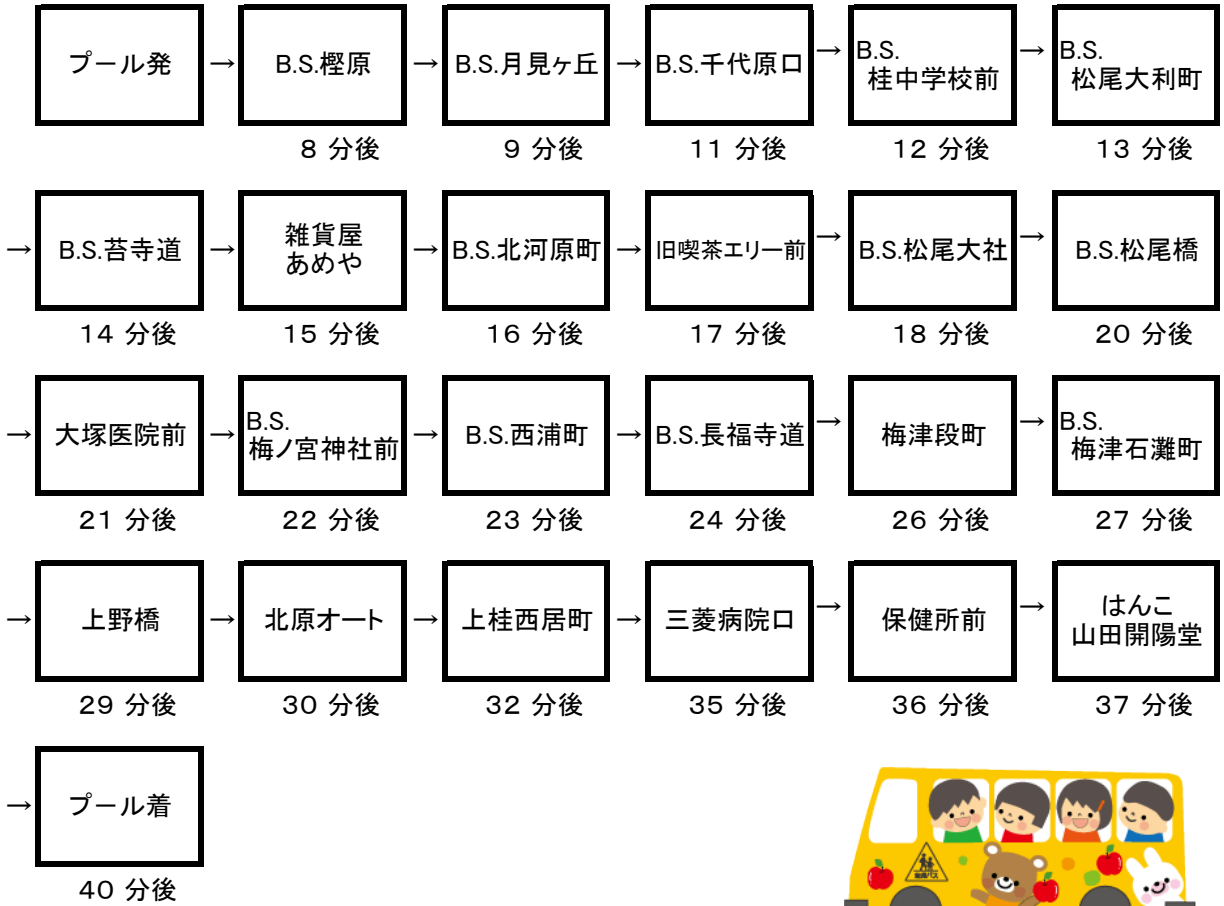 プール発 → B.S.樫原 → B.S.月見ヶ丘 → B.S.千代原口 → B.S.桂中学校前 → B.S.松尾大利町
8 分後 9 分後 11 分後 12 分後 13 分後
→ B.S.苔寺道 → 雑貨屋あめや → B.S.北河原町 → 旧喫茶エリー前 → B.S.松尾大社 → B.S.松尾橋
14 分後 15 分後 16 分後 17 分後 18 分後 20 分後
→ 大塚医院前 → B.S.梅ノ宮神社前 → B.S.西浦町 → B.S.長福寺道 → 梅津段町 → B.S.梅津石灘町
21 分後 22 分後 23 分後 24 分後 26 分後 27 分後
→ 上野橋 → 北原オート → 上桂西居町 → 三菱病院口 → 保健所前 → はんこ山田開陽堂
29 分後 30 分後 32 分後 35 分後 36 分後 37 分後
→ プール着
40 分後